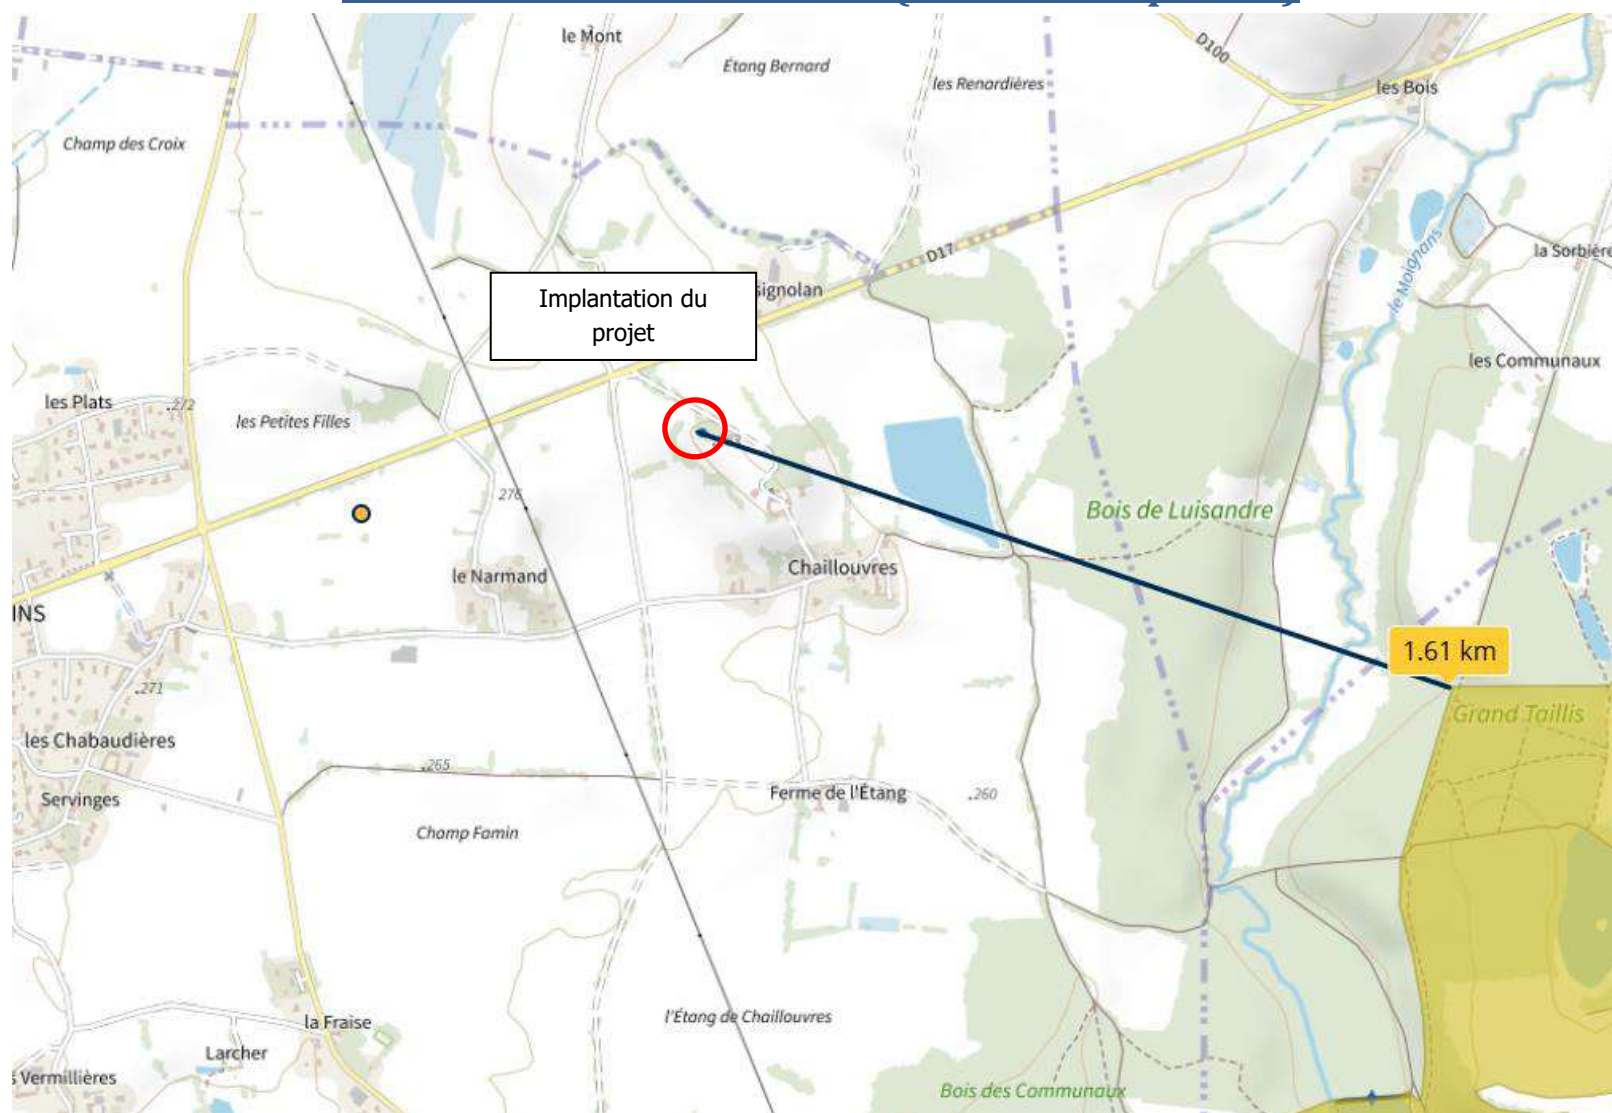 le Mont
Étang Bernard
les Renardières
D100
les Bois
Champ des Croix
D17
le Moignans
la Sorbière
Implantation du
projet
signolan
les Communaux
les Plats
.272
les Petites Filles
276
Bois de Luisandre
le Narmand
Chaillouvres
INS
1.61 km
.271
Grand Taillis
les Chabaudières
.265
Servinges
Ferme de l'Étang
.260
Champ Famin
l'Étang de Chaillouvres
la Fraise
Larcher
Vermillières
Bois des Communaux